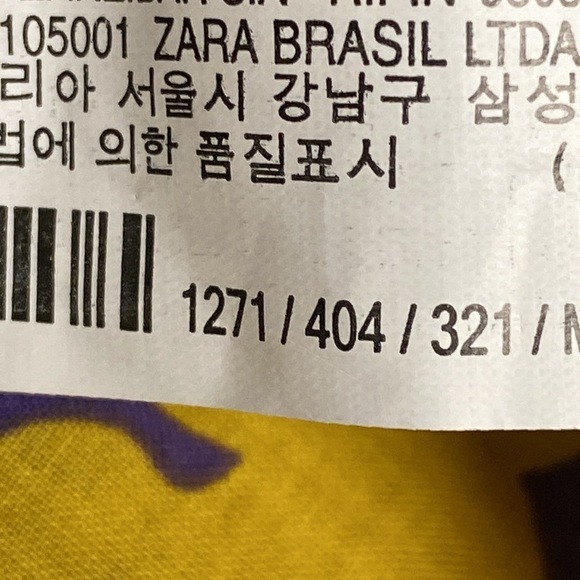 105001 ZARA BRASIL LTDA
리아 서울시 강남구 삼성
법에 의한 품질표시 (
1271 / 404 / 321 / M